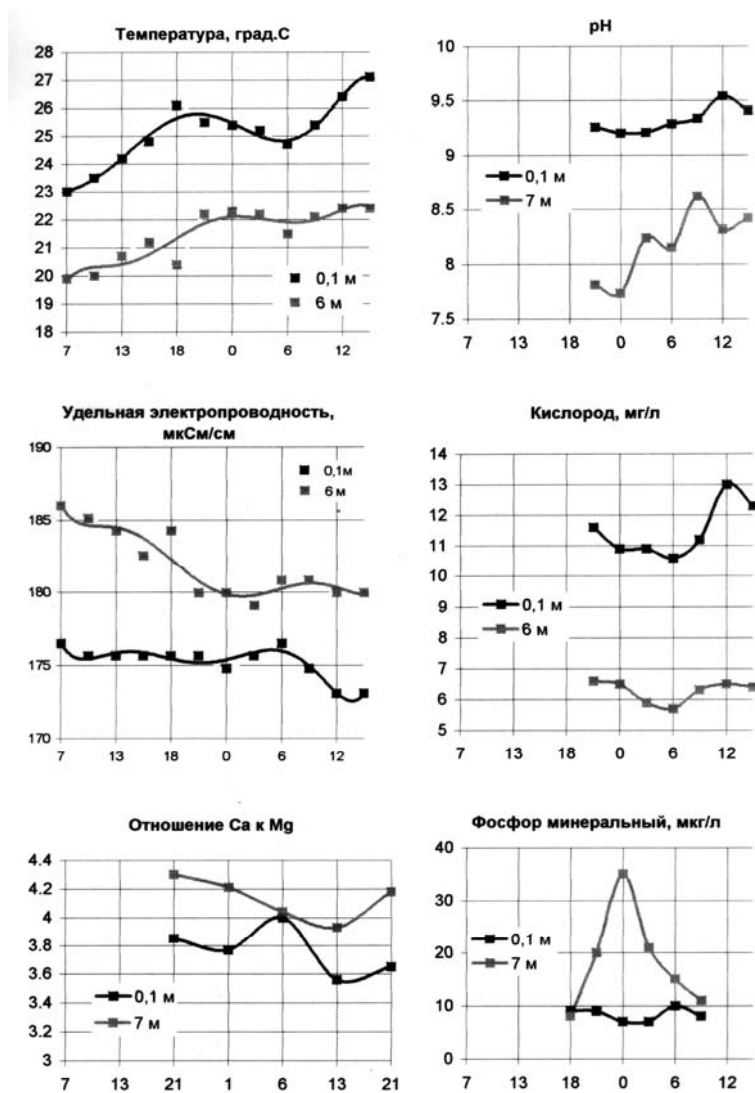 Температура, град.С
28
27
26
25
24
23
22
21
20
19
18
0,1 м
6 м
7 13 18 0 6 12
pH
10
9.5
9
8.5
8
7.5
0,1 м
7 м
7 13 18 0 6 12
Удельная электропроводность,
мкСм/см
190
185
180
175
170
0,1м
6 м
7 13 18 0 6 12
Кислород, мг/л
14
13
12
11
10
9
8
7
6
5
0,1 м
6 м
7 13 18 0 6 12
Отношение Ca к Mg
4.4
4.2
4
3.8
3.6
3.4
3.2
3
0,1 м
7 м
7 13 21 1 6 13 21
Фосфор минеральный, мкг/л
40
30
20
10
0
0,1 м
7 м
7 13 18 0 6 12